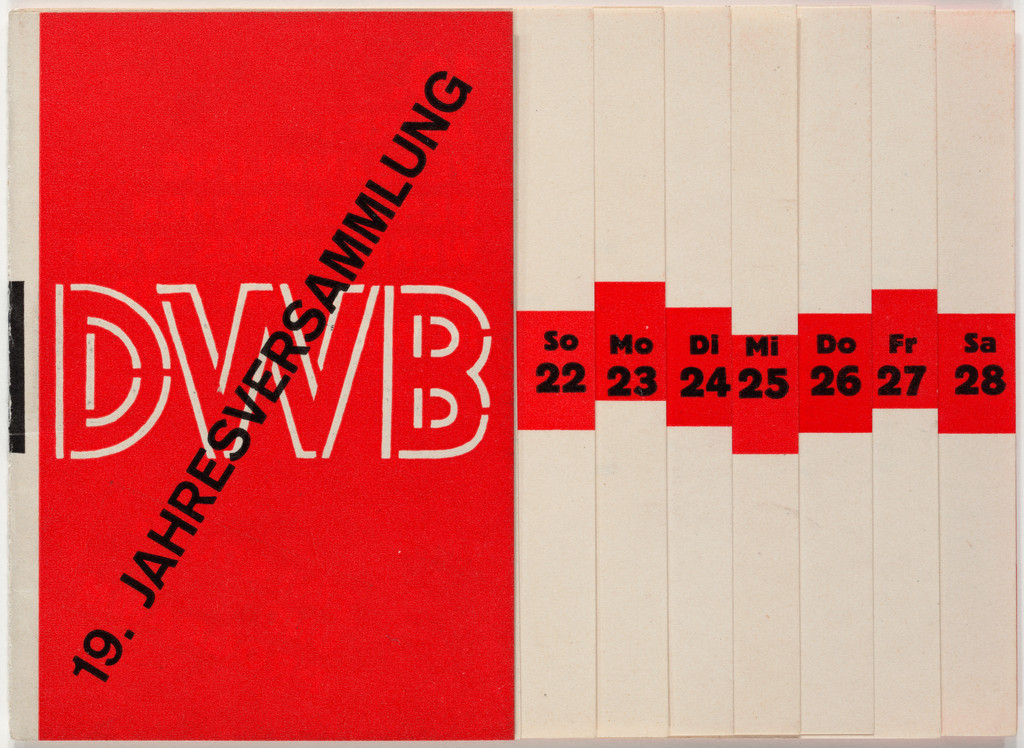 19. JAHRESVERSAMMLUNG
DWB
So
22
Mo
23
Di
24
Mi
25
Do
26
Fr
27
Sa
28